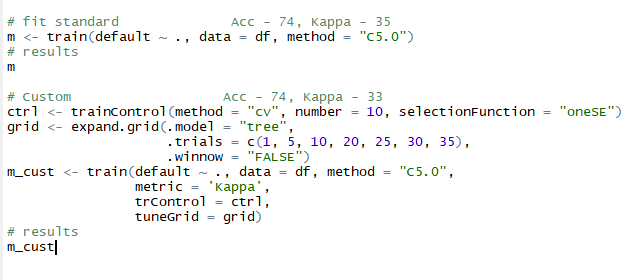 # fit standard Acc - 74, Kappa - 35
m <- train(default ~ ., data = df, method = "C5.0")
# results
m
# Custom Acc - 74, Kappa - 33
ctrl <- trainControl(method = "cv", number = 10, selectionFunction = "oneSE")
grid <- expand.grid(.model = "tree",
.trials = c(1, 5, 10, 20, 25, 30, 35),
.winnow = "FALSE")
m_cust <- train(default ~ ., data = df, method = "C5.0",
metric = 'Kappa',
trControl = ctrl,
tuneGrid = grid)
# results
m_cust